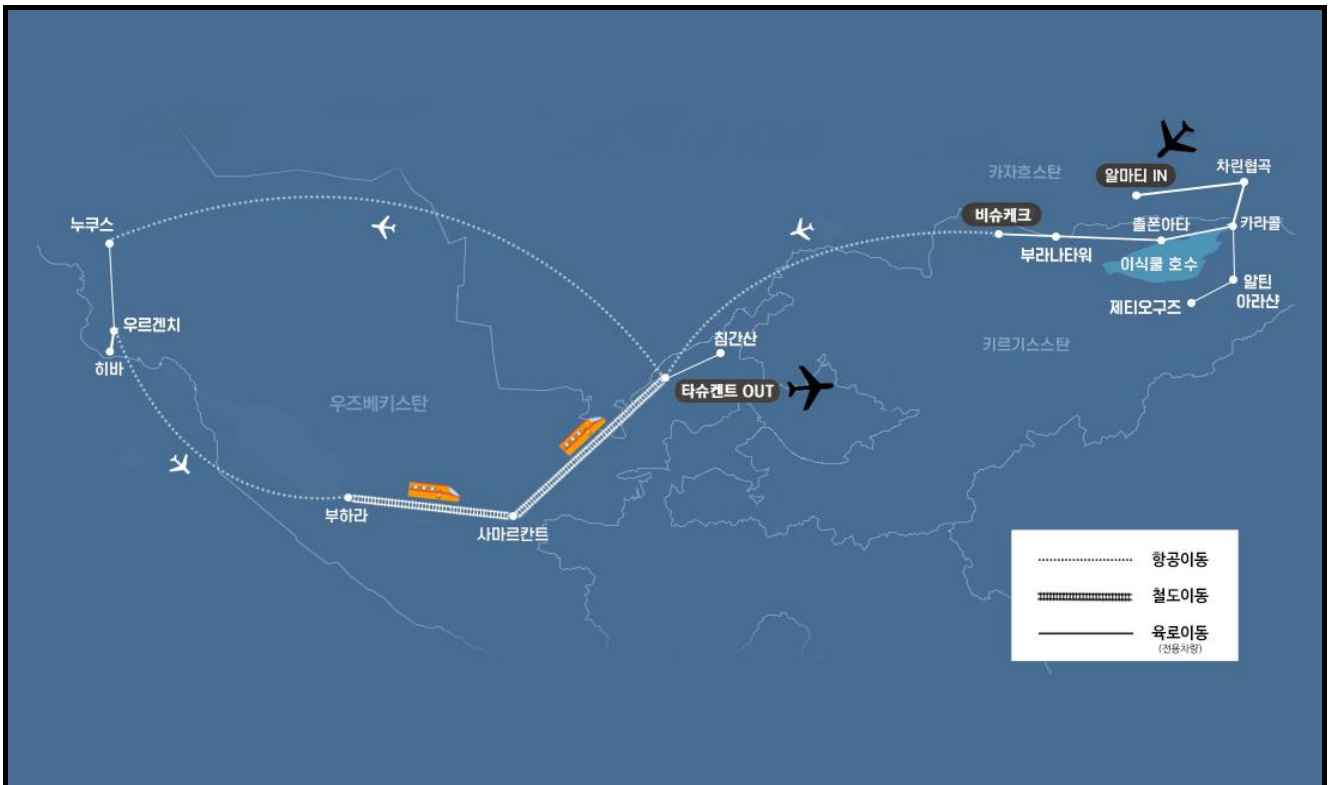 카자흐스탄
알마티 IN
차린협곡
비슈케크
촐폰아타
카라콜
누쿠스
부라나타워
이식쿨 호수
알틴
아라샨
제티오구즈
우르겐치
침간산
키르기스스탄
히바
타슈켄트 OUT
우즈베키스탄
부하라
사마르칸트
항공이동
철도이동
육로이동
(전용차량)